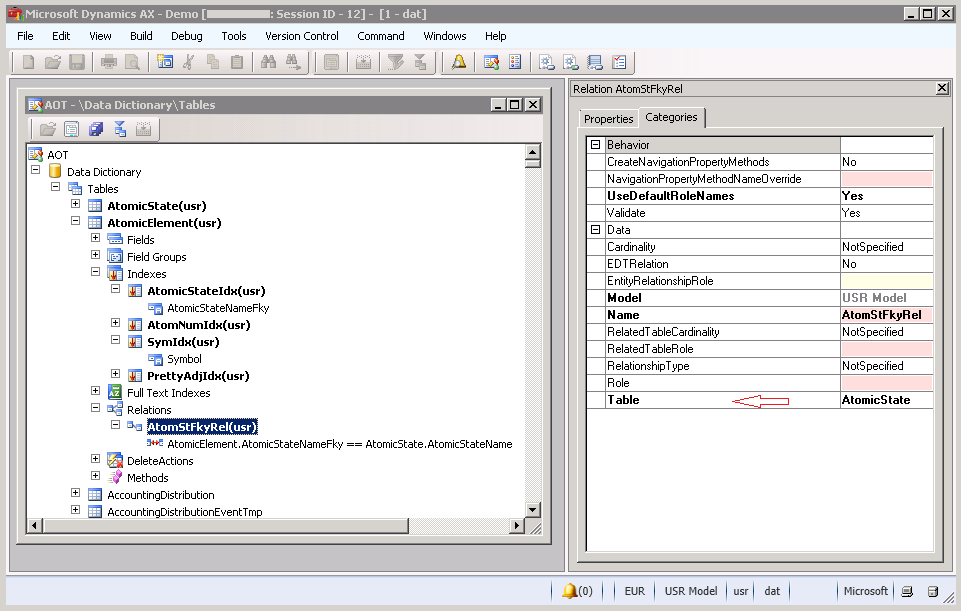 Microsoft Dynamics AX - Demo [ : Session ID - 12] - [1 - dat]
File Edit View Build Debug Tools Version Control Command Windows Help
AOT - \Data Dictionary\Tables
AOT
Data Dictionary
Tables
AtomicState(usr)
AtomicElement(usr)
Fields
Field Groups
Indexes
AtomicStateIdx(usr)
AtomicStateNameFky
AtomNumIdx(usr)
SymIdx(usr)
Symbol
PrettyAdjIdx(usr)
Full Text Indexes
Relations
AtomStFkyRel(usr)
AtomicElement.AtomicStateNameFky == AtomicState.AtomicStateName
DeleteActions
Methods
AccountingDistribution
AccountingDistributionEventTmp
Relation AtomStFkyRel
Properties Categories
Behavior
CreateNavigationPropertyMethods No
NavigationPropertyMethodNameOverride
UseDefaultRoleNames Yes
Validate Yes
Data
Cardinality NotSpecified
EDTRelation No
EntityRelationshipRole
Model USR Model
Name AtomStFkyRel
RelatedTableCardinality NotSpecified
RelatedTableRole
RelationshipType NotSpecified
Role
Table AtomicState
(0) EUR USR Model usr dat Microsoft